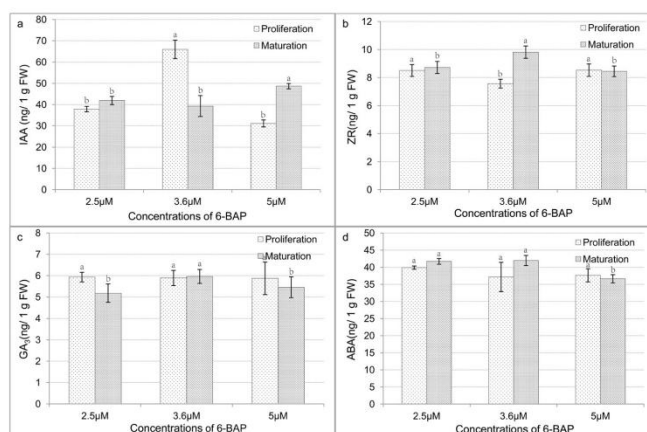 a
80
70
60
50
40
30
20
10
0
IAA (ng/ 1 g FW)
Proliferation
Maturation
b b
a b
b a
2.5μM 3.6μM 5μM
Concentrations of 6-BAP
b
12
10
8
6
4
2
0
ZR(ng/ 1 g FW)
Proliferation
Maturation
a b
b a
a b
2.5μM 3.6μM 5μM
Concentrations of 6-BAP
c
8
7
6
5
4
3
2
1
0
GA3(ng/ 1 g FW)
Proliferation
Maturation
a b
a a
a b
2.5μM 3.6μM 5μM
Concentrations of 6-BAP
d
50
45
40
35
30
25
20
15
10
5
0
ABA(ng/ 1 g FW)
Proliferation
Maturation
a a
a a
a b
2.5μM 3.6μM 5μM
Concentrations of 6-BAP